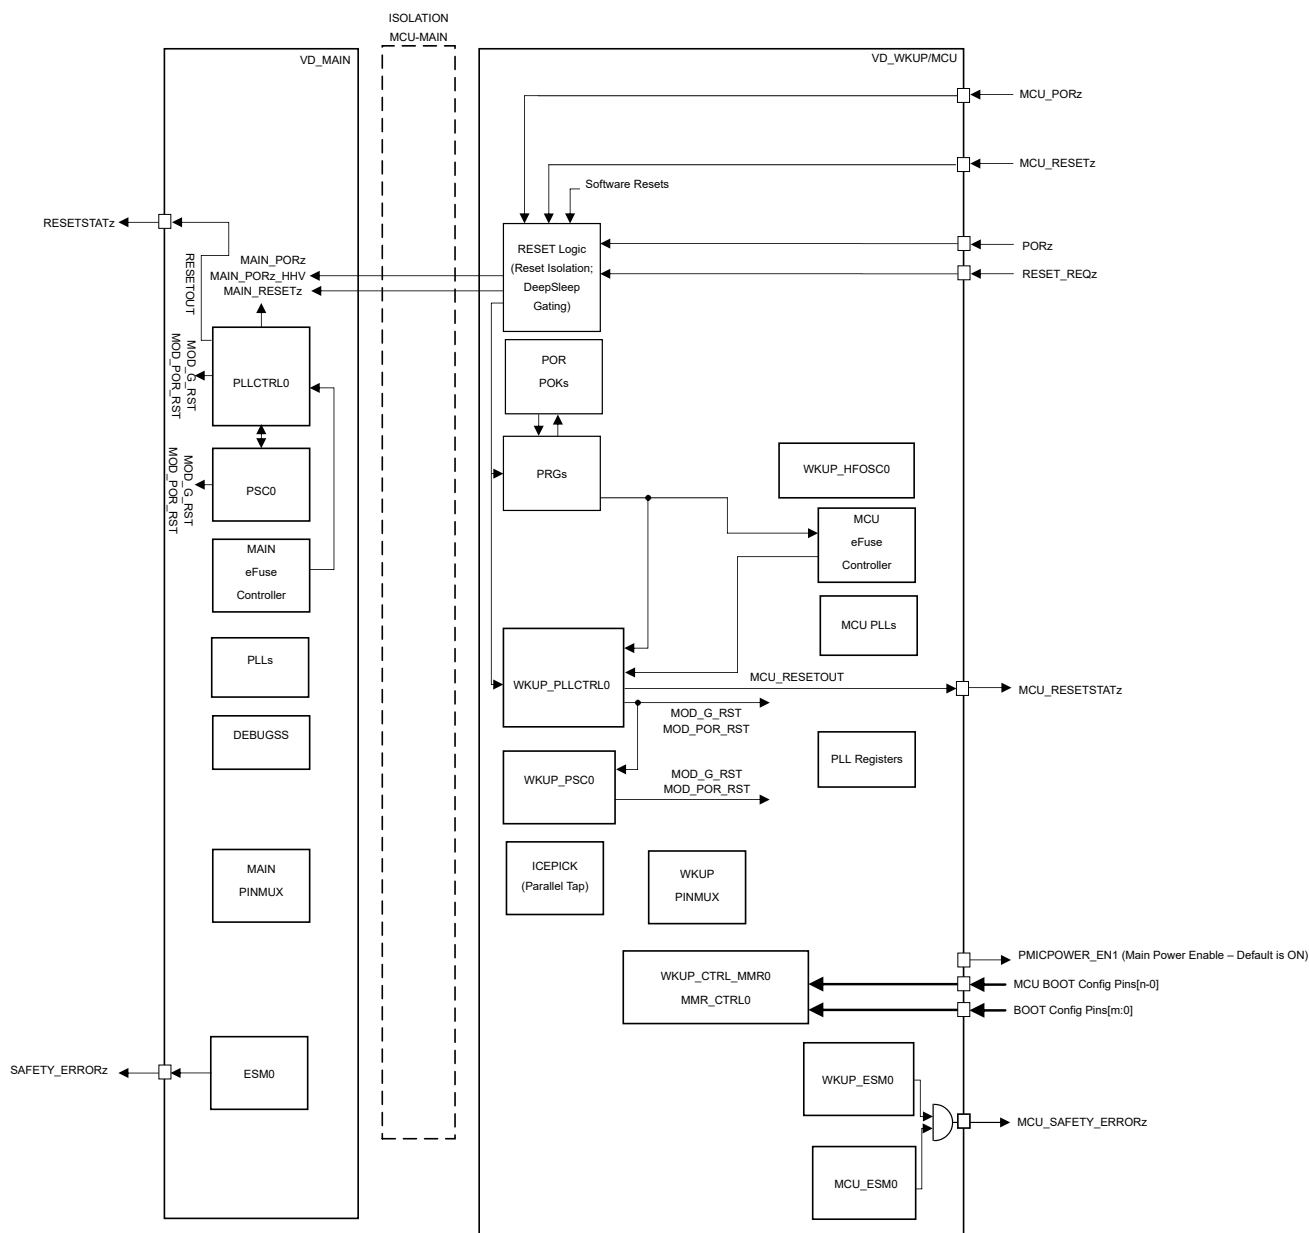 ISOLATION
MCU-MAIN
VD_MAIN
VD_WKUP/MCU
MCU_PORz
MCU_RESETz
Software Resets
RESETSTATz
RESET Logic
(Reset Isolation;
DeepSleep
Gating)
PORz
RESET_REQz
MAIN_PORz
MAIN_PORz_HHV
MAIN_RESETz
RESETOUT
MOD_G_RST
MOD_POR_RST
PLLCTRL0
POR
POKs
MOD_G_RST
MOD_POR_RST
PSC0
PRGs
WKUP_HFOSC0
MCU
eFuse
Controller
MAIN
eFuse
Controller
MCU PLLs
PLLs
WKUP_PLLCTRL0
MCU_RESETOUT
MCU_RESETSTATz
MOD_G_RST
MOD_POR_RST
DEBUGSS
PLL Registers
WKUP_PSC0
MOD_G_RST
MOD_POR_RST
MAIN
PINMUX
ICEPICK
(Parallel Tap)
WKUP
PINMUX
PMICPOWER_EN1 (Main Power Enable – Default is ON)
WKUP_CTRL_MMR0
MMR_CTRL0
MCU BOOT Config Pins[n-0]
BOOT Config Pins[m:0]
SAFETY_ERRORz
ESM0
WKUP_ESM0
MCU_SAFETY_ERRORz
MCU_ESM0